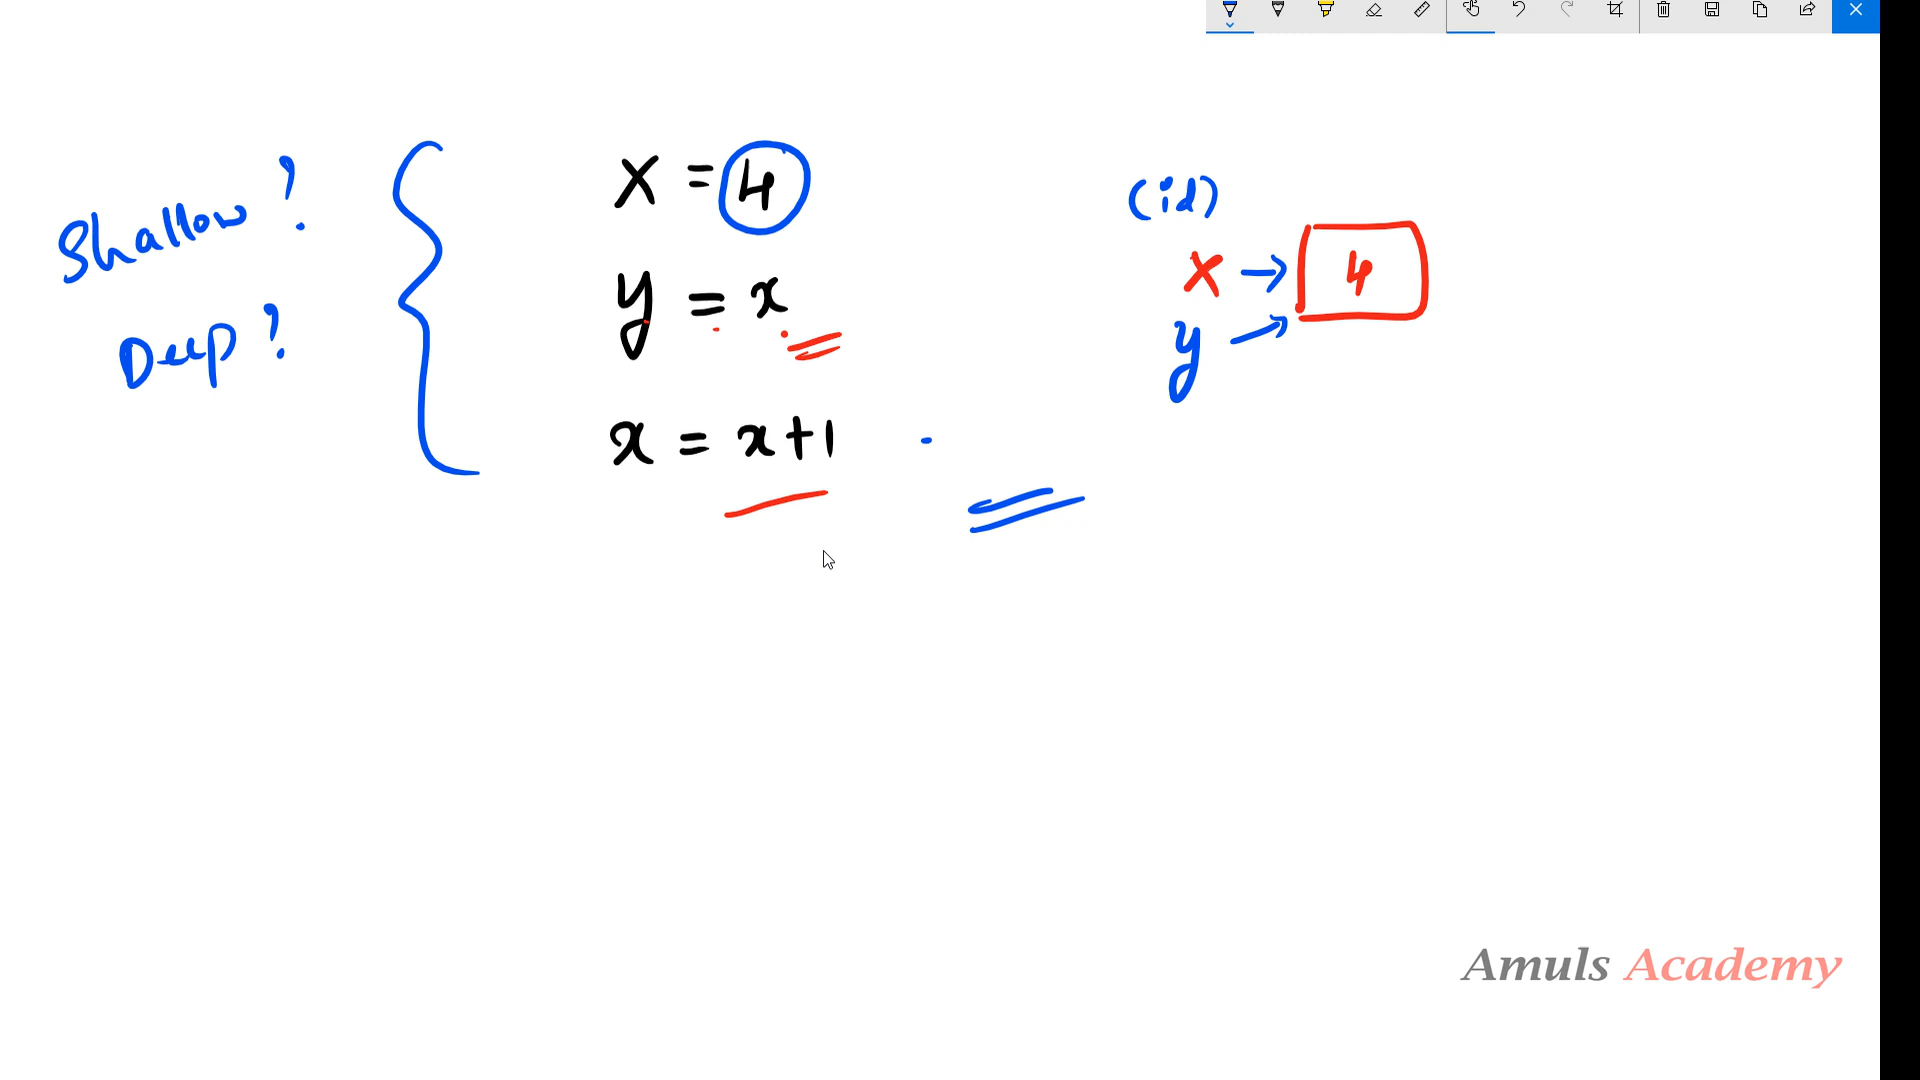 Shallow?
Deep?
x = 4
y = x
x = x+1
(id)
x → 4
y →
Amuls Academy